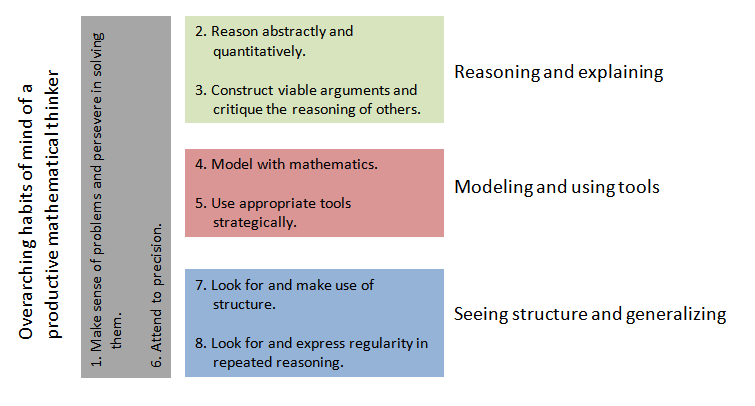 Overarching habits of mind of a
productive mathematical thinker
1. Make sense of problems and persevere in solving
them.
6. Attend to precision.
2. Reason abstractly and
quantitatively.
3. Construct viable arguments and
critique the reasoning of others.
Reasoning and explaining
4. Model with mathematics.
5. Use appropriate tools
strategically.
Modeling and using tools
7. Look for and make use of
structure.
8. Look for and express regularity in
repeated reasoning.
Seeing structure and generalizing